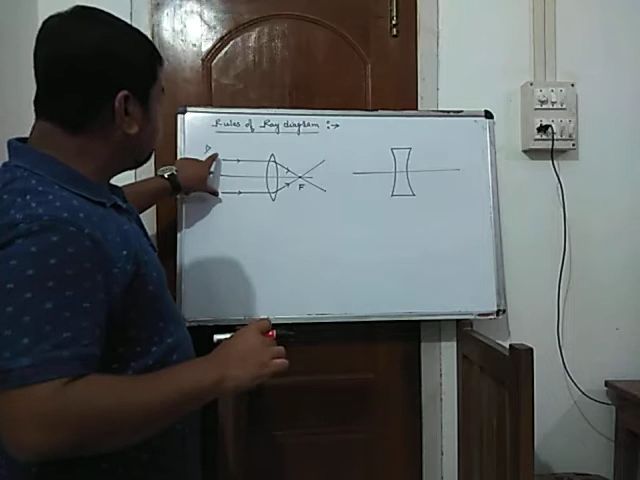 Rules of Ray diagram :→
F